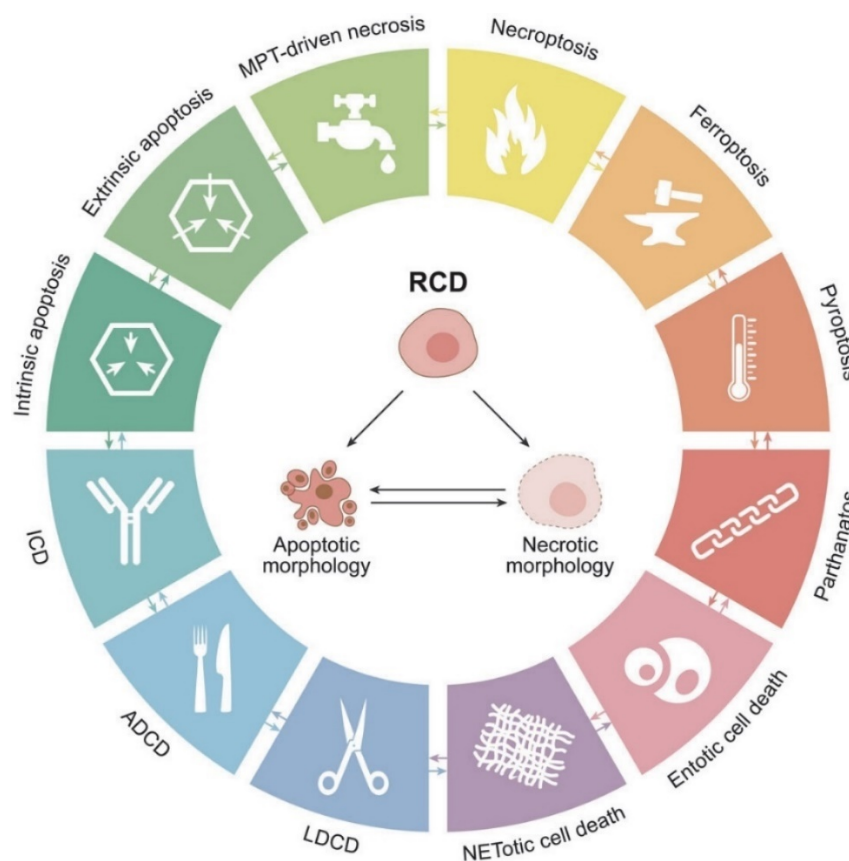 MPT-driven necrosis
Necroptosis
Ferroptosis
Pyroptosis
Parthanatos
Entotic cell death
NETotic cell death
LDCD
ADCD
ICD
Intrinsic apoptosis
Extrinsic apoptosis
RCD
Apoptotic
morphology
Necrotic
morphology